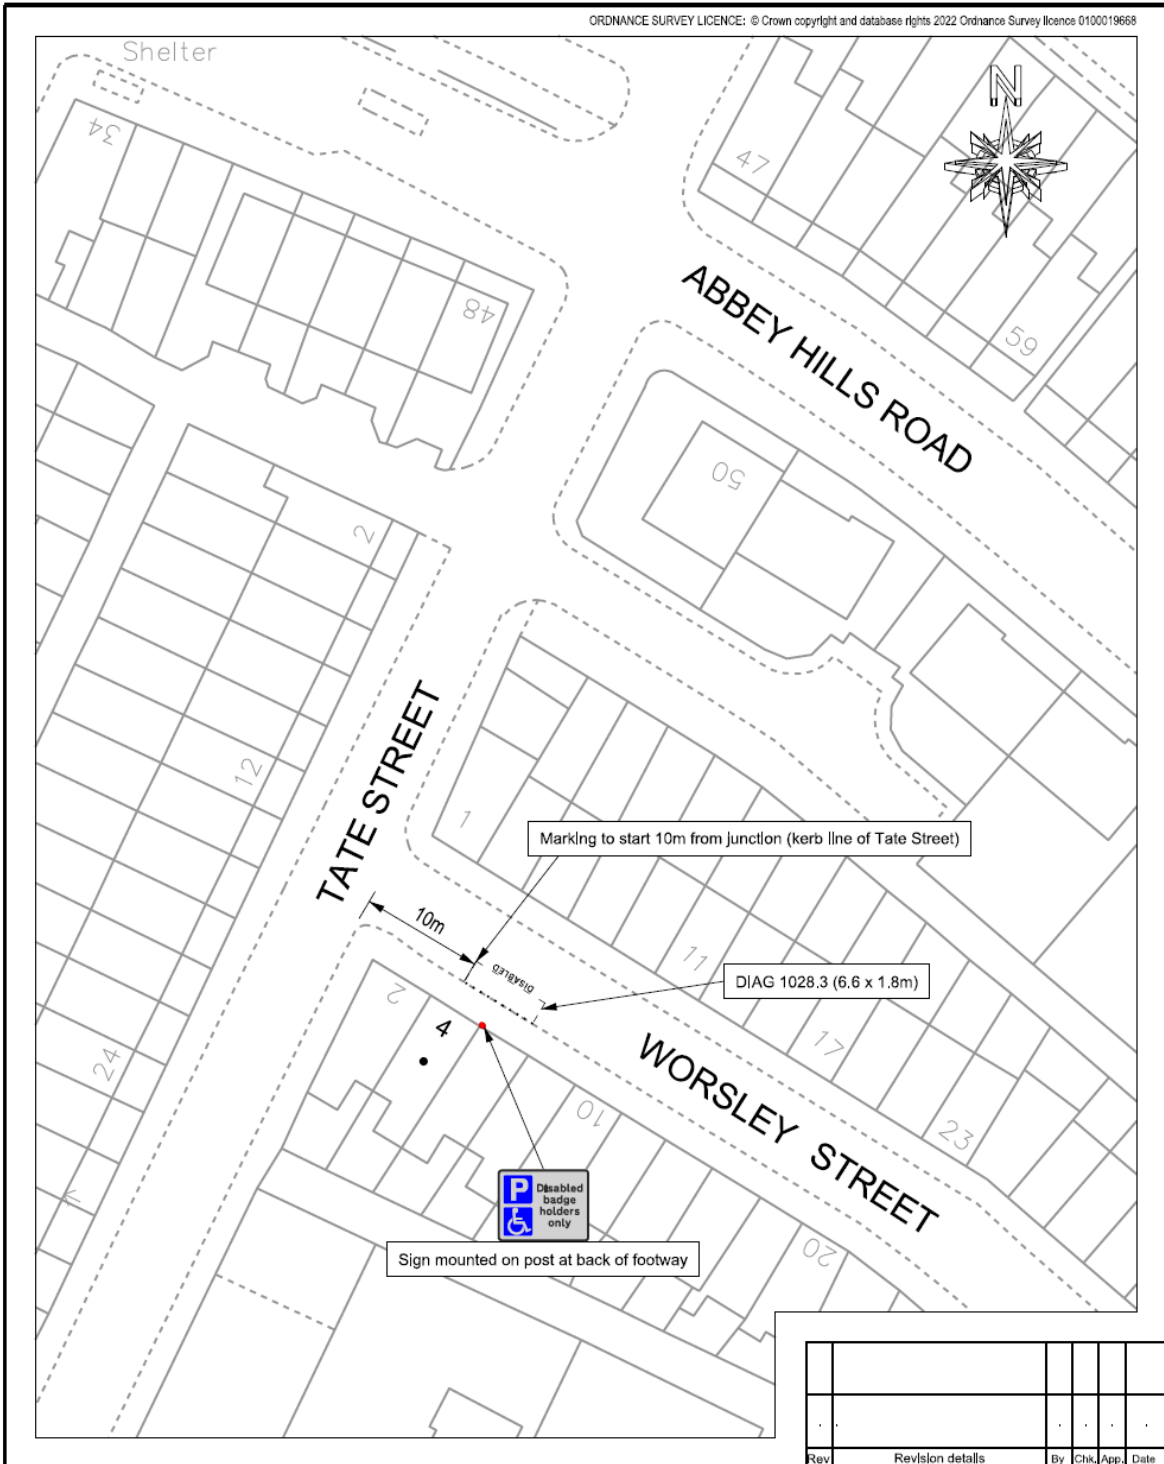 ORDNANCE SURVEY LICENCE: © Crown copyright and database rights 2022 Ordnance Survey licence 0100019668
Shelter
N
34
47
48
59
ABBEY HILLS ROAD
50
2
TATE STREET
12
1
Marking to start 10m from junction (kerb line of Tate Street)
10m
DISABLED
11
DIAG 1028.3 (6.6 x 1.8m)
2
4
17
WORSLEY STREET
24
10
23
P Disabled
badge
holders
only
20
Sign mounted on post at back of footway
Rev Revision details By Chk. App. Date